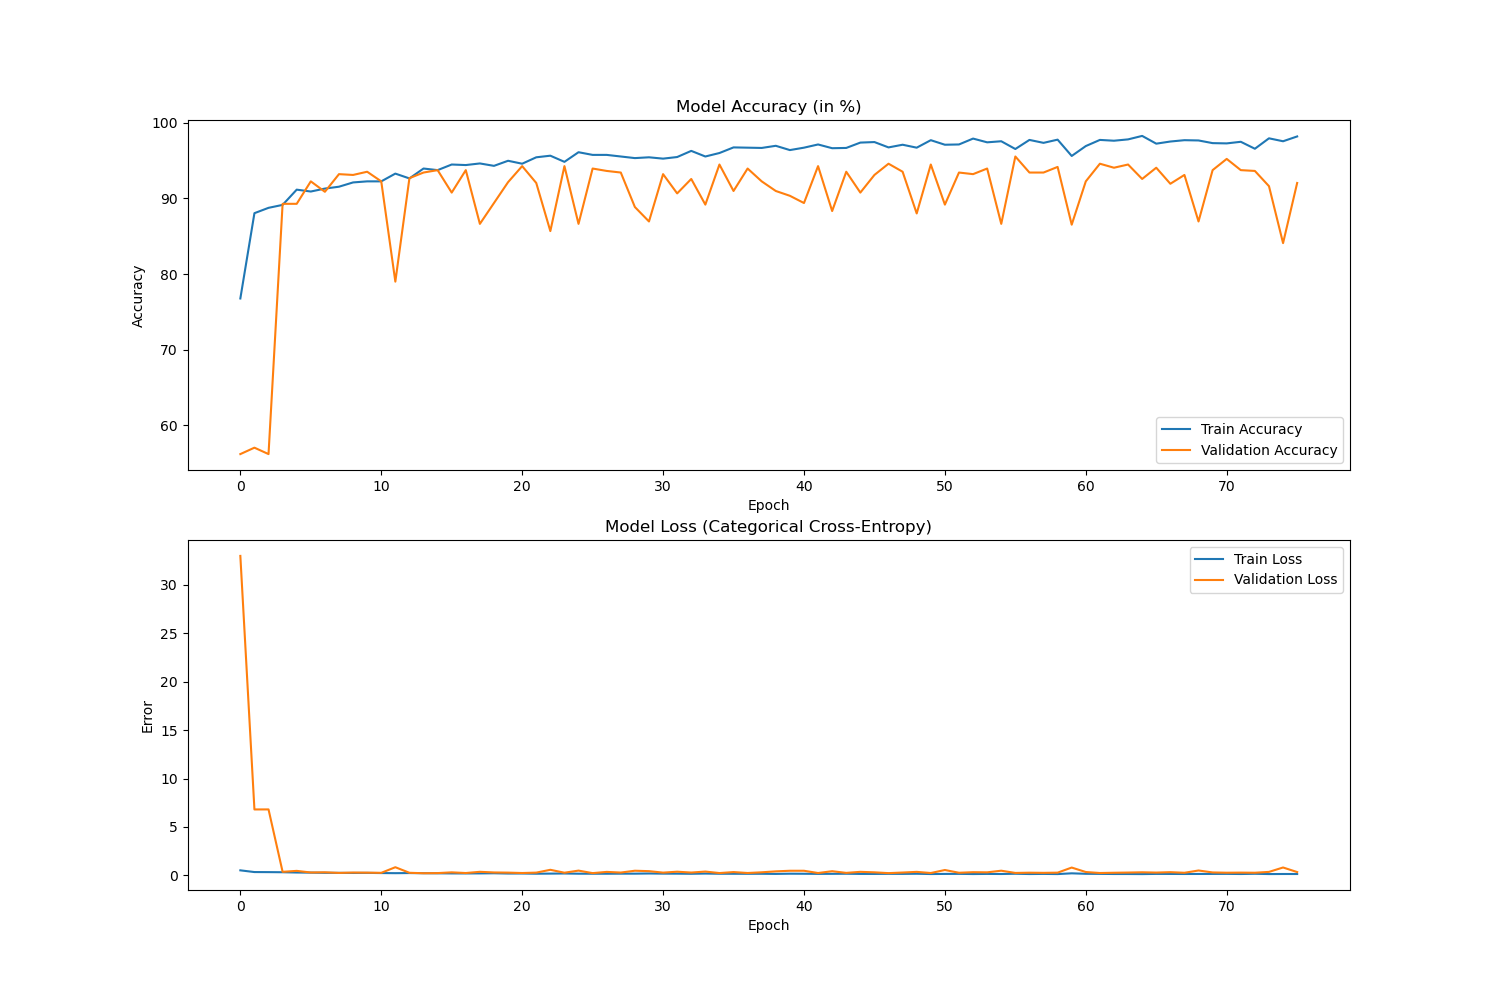 Model Accuracy (in %)
100
90
80
70
60
Accuracy
Train Accuracy
Validation Accuracy
0 10 20 30 40 50 60 70
Epoch
Model Loss (Categorical Cross-Entropy)
Train Loss
Validation Loss
30
25
20
15
10
5
0
Error
0 10 20 30 40 50 60 70
Epoch